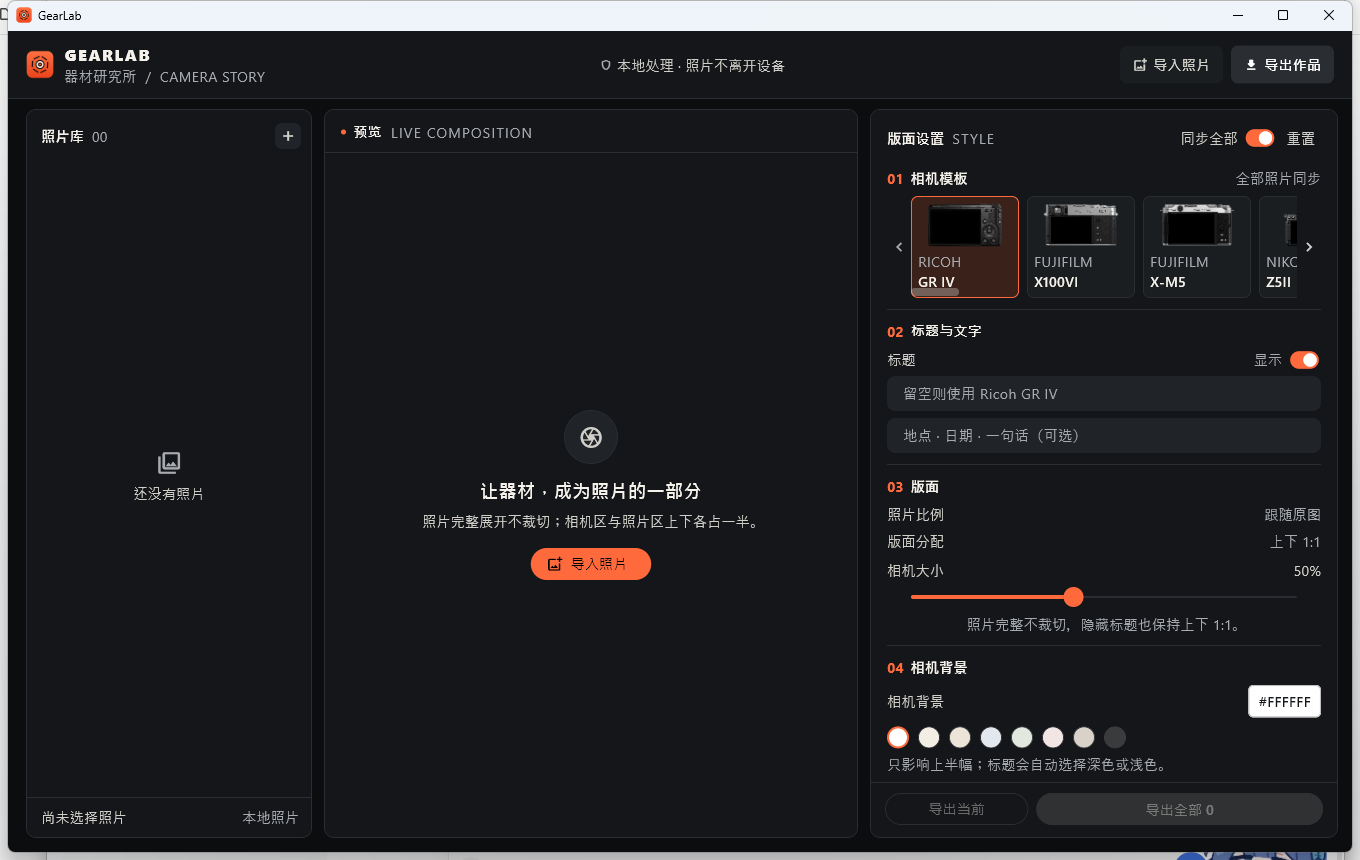 GearLab
GEARLAB
器材研究所 / CAMERA STORY
本地处理 · 照片不离开设备
导入照片
导出作品
照片库 00
还没有照片
尚未选择照片 本地照片
预览 LIVE COMPOSITION
让器材，成为照片的一部分
照片完整展开不裁切；相机区与照片区上下各占一半。
导入照片
版面设置 STYLE
同步全部 重置
01 相机模板 全部照片同步
RICOH
GR IV
FUJIFILM
X100VI
FUJIFILM
X-M5
NIKO
Z5II
02 标题与文字
标题 显示
留空则使用 Ricoh GR IV
地点 · 日期 · 一句话（可选）
03 版面
照片比例 跟随原图
版面分配 上下 1:1
相机大小 50%
照片完整不裁切，隐藏标题也保持上下 1:1。
04 相机背景
相机背景 #FFFFFF
只影响上半幅；标题会自动选择深色或浅色。
导出当前 导出全部 0